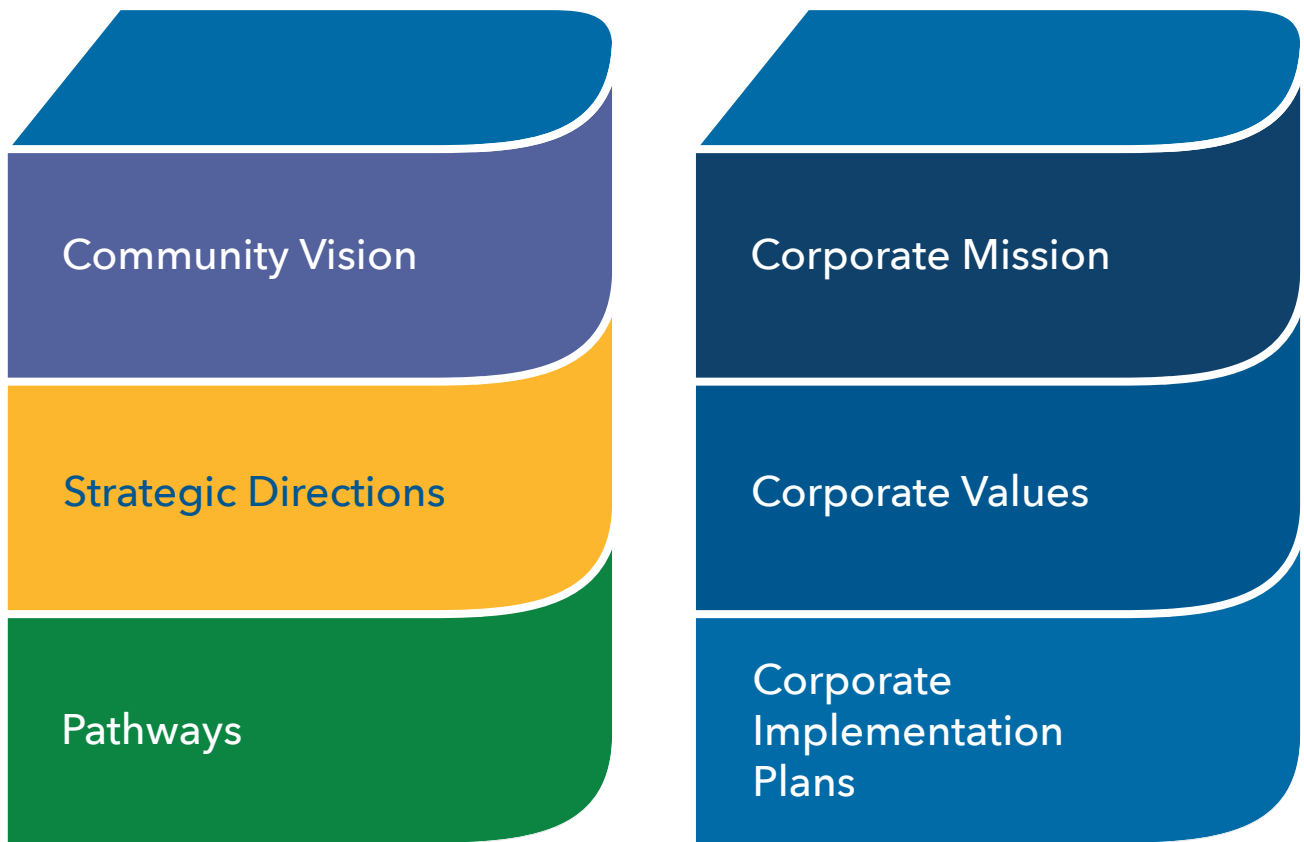 Community Vision
Strategic Directions
Pathways
Corporate Mission
Corporate Values
Corporate
Implementation
Plans